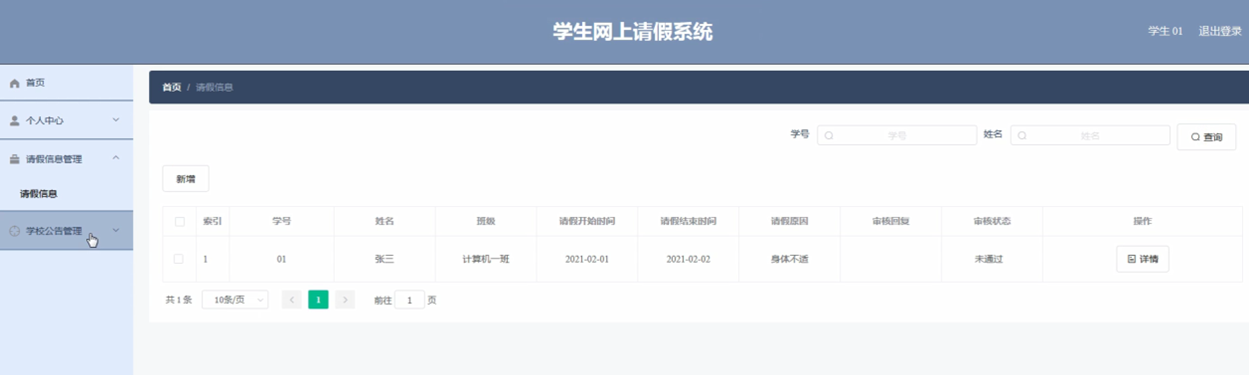 学生网上请假系统
学生 01 退出登录
首页
个人中心
请假信息管理
请假信息
学校公告管理
首页 / 请假信息
学号 学号 姓名 姓名 查询
新增
索引 学号 姓名 班级 请假开始时间 请假结束时间 请假原因 审核回复 审核状态 操作
1 01 张三 计算机一班 2021-02-01 2021-02-02 身体不适 未通过 详情
共 1 条 10条/页 < 1 > 前往 1 页